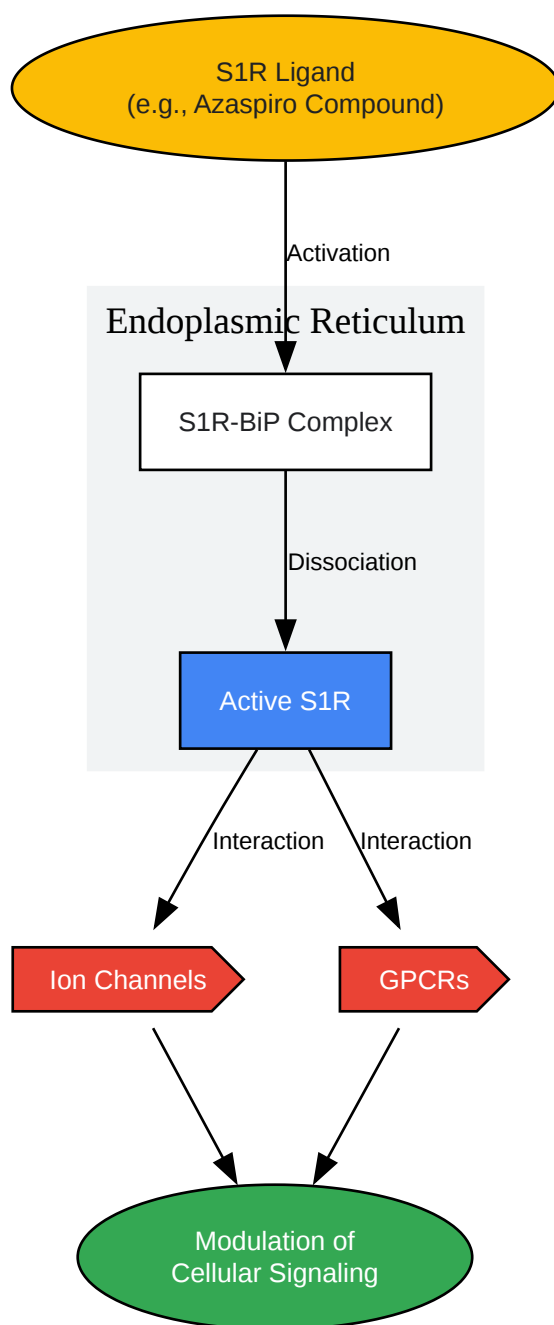 S1R Ligand
(e.g., Azaspiro Compound)
Activation
Endoplasmic Reticulum
S1R-BiP Complex
Dissociation
Active S1R
Interaction
Interaction
Ion Channels
GPCRs
Modulation of
Cellular Signaling